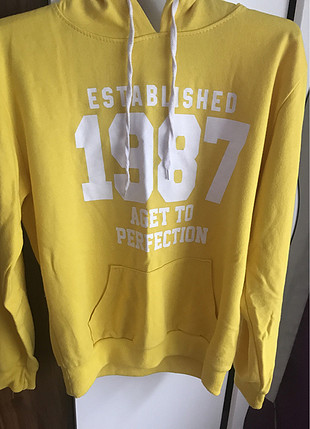 ESTABLISHED
1987
AGET TO
PERFECTION